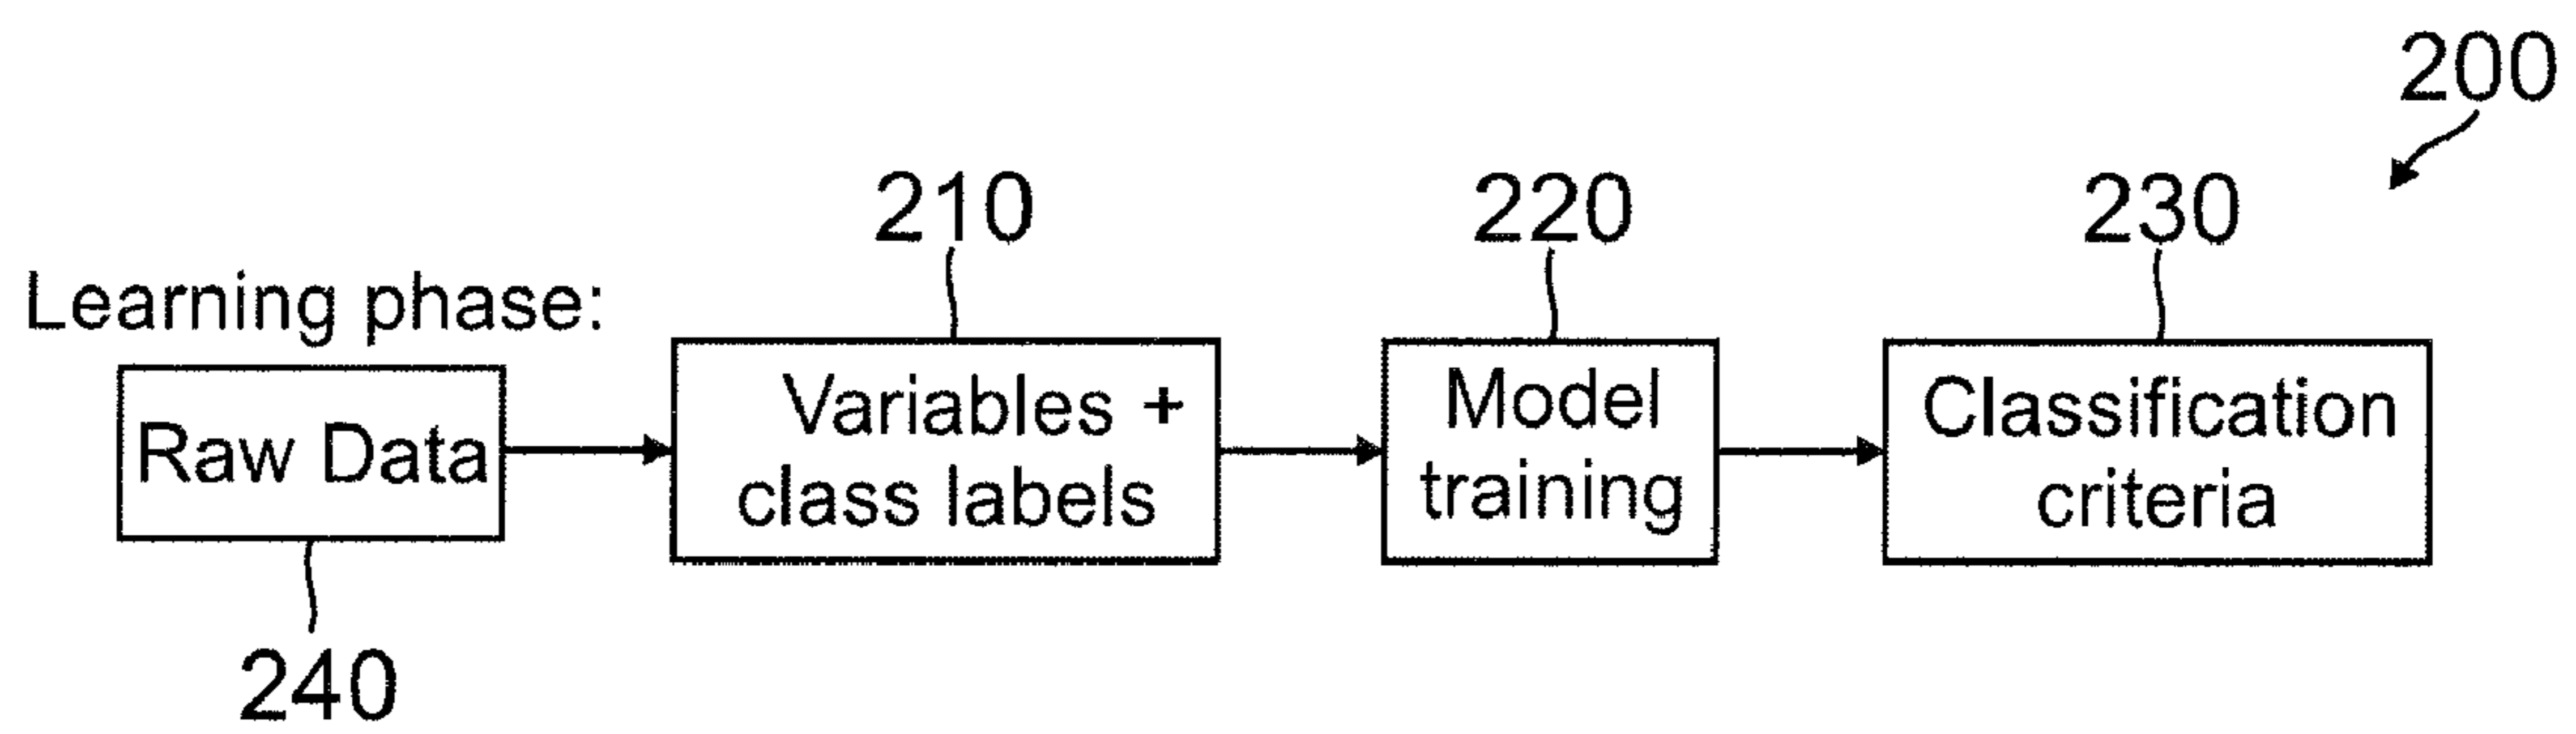 200
210
220
230
Learning phase:
Raw Data
Variables +
class labels
Model
training
Classification
criteria
240